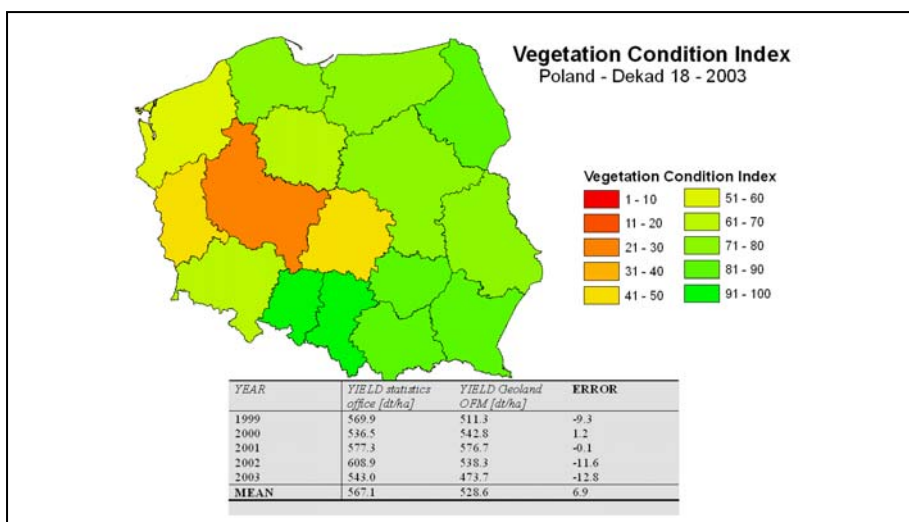 Vegetation Condition Index
Poland - Dekad 18 - 2003
Vegetation Condition Index
1 - 10
11 - 20
21 - 30
31 - 40
41 - 50
51 - 60
61 - 70
71 - 80
81 - 90
91 - 100
YEAR YIELD statistics office [dt/ha] YIELD Geoland OFM [dt/ha] ERROR
1999 569.9 511.3 -9.3
2000 536.5 542.8 1.2
2001 577.3 576.7 -0.1
2002 608.9 538.3 -11.6
2003 543.0 473.7 -12.8
MEAN 567.1 528.6 6.9